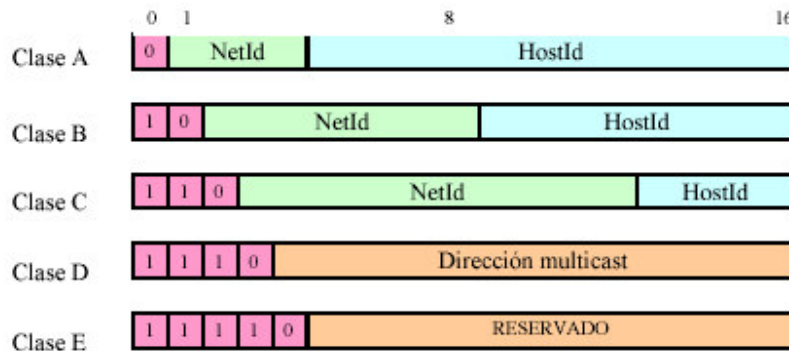 0 1 8 16
Clase A 0 NetId HostId
Clase B 1 0 NetId HostId
Clase C 1 1 0 NetId HostId
Clase D 1 1 1 0 Dirección multicast
Clase E 1 1 1 1 0 RESERVADO